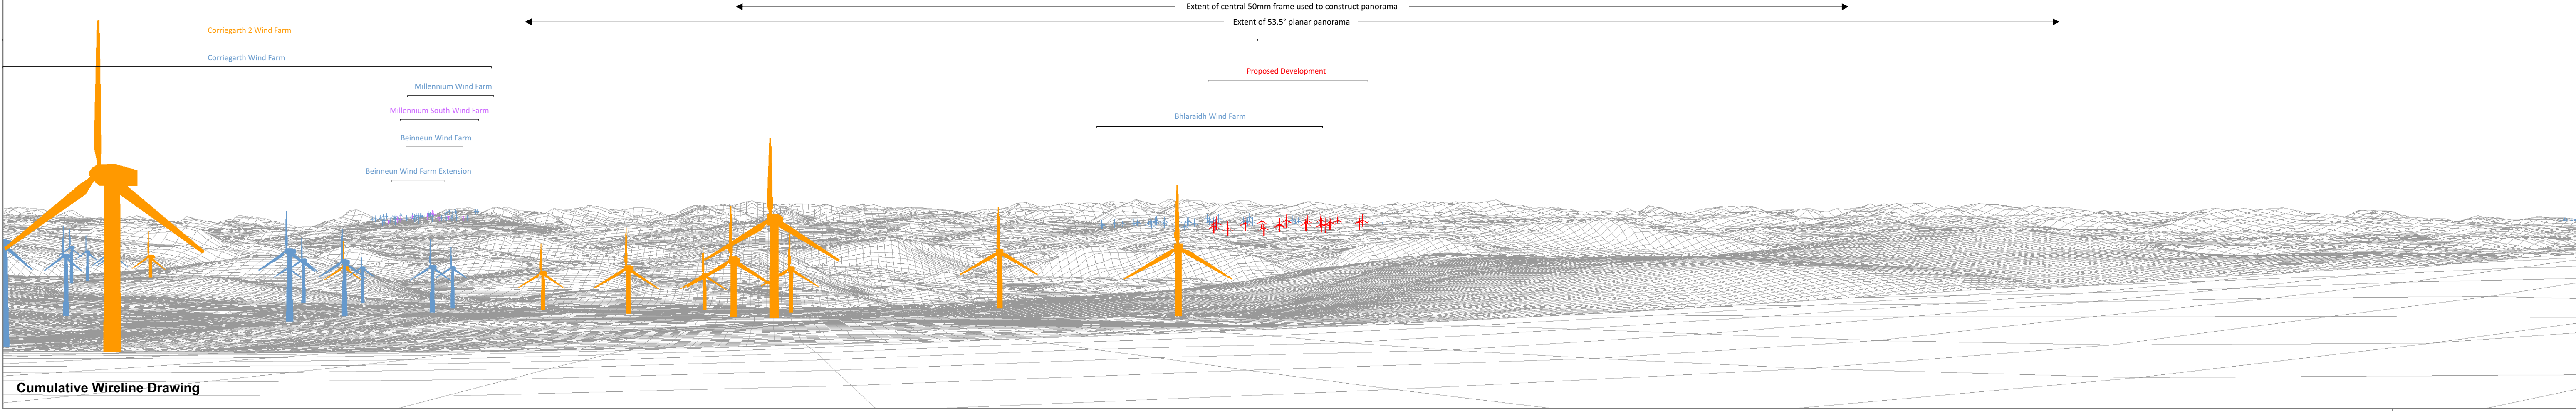 Extent of central 50mm frame used to construct panorama
Extent of 53.5° planar panorama
Corriegarth 2 Wind Farm
Corriegarth Wind Farm
Proposed Development
Millennium Wind Farm
Millennium South Wind Farm
Bhlaraidh Wind Farm
Beinneun Wind Farm
Beinneun Wind Farm Extension
Cumulative Wireline Drawing